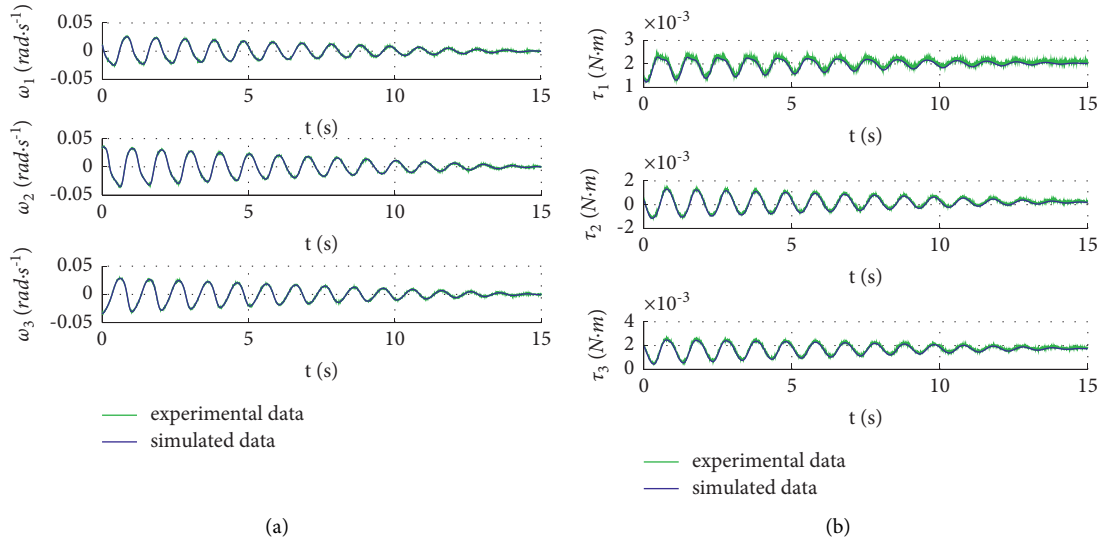 0.05
0
-0.05
ω1 (rad·s-1)
0 5 10 15
t (s)
0.05
0
-0.05
ω2 (rad·s-1)
0 5 10 15
t (s)
0.05
0
-0.05
ω3 (rad·s-1)
0 5 10 15
t (s)
experimental data
simulated data
(a)
×10-3
3
2
1
τ1 (N·m)
0 5 10 15
t (s)
×10-3
2
0
-2
τ2 (N·m)
0 5 10 15
t (s)
×10-3
4
2
0
τ3 (N·m)
0 5 10 15
t (s)
experimental data
simulated data
(b)